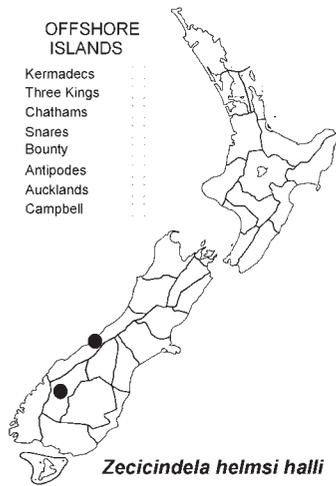 OFFSHORE
ISLANDS
Kermadecs
Three Kings
Chathams
Snares
Bounty
Antipodes
Aucklands
Campbell
Zecicindela helmsi halli